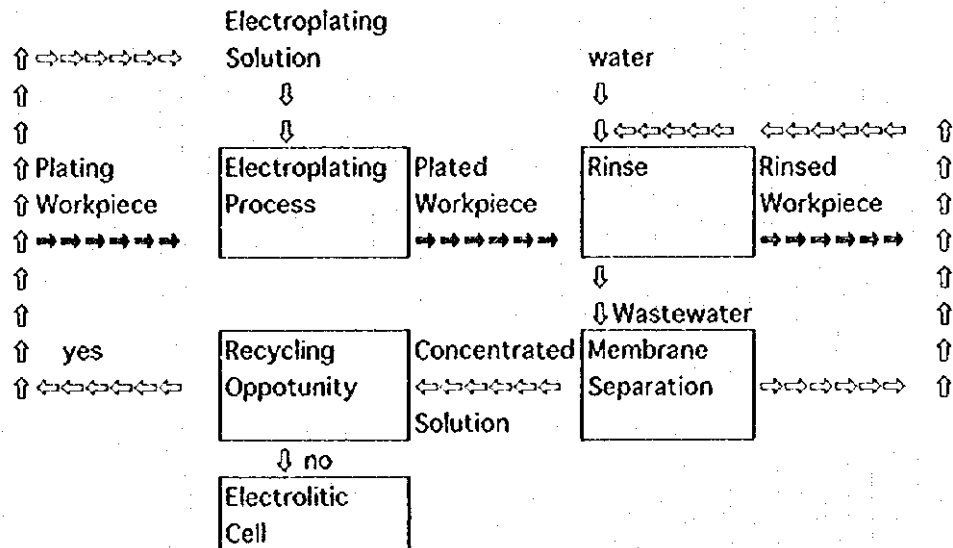 Electroplating
Solution
water
Plating
Workpiece
Electroplating
Process
Plated
Workpiece
Rinse
Rinsed
Workpiece
Wastewater
yes
Recycling
Oppotunity
Concentrated
Solution
Membrane
Separation
no
Electrolitic
Cell